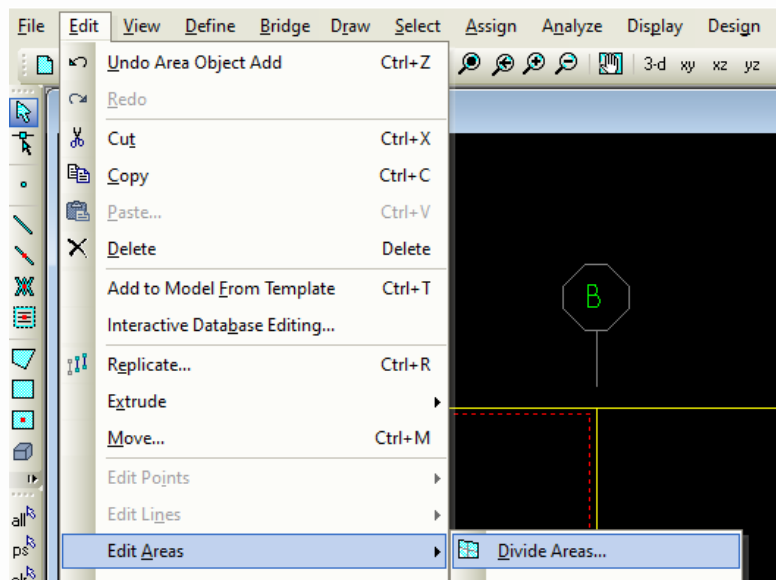 File Edit View Define Bridge Draw Select Assign Analyze Display Design
3-d xy xz yz
Undo Area Object Add Ctrl+Z
Redo
Cut Ctrl+X
Copy Ctrl+C
Paste... Ctrl+V
Delete Delete
Add to Model From Template Ctrl+T
Interactive Database Editing...
Replicate... Ctrl+R
Extrude
Move... Ctrl+M
Edit Points
Edit Lines
Edit Areas
Divide Areas...
B
all
ps